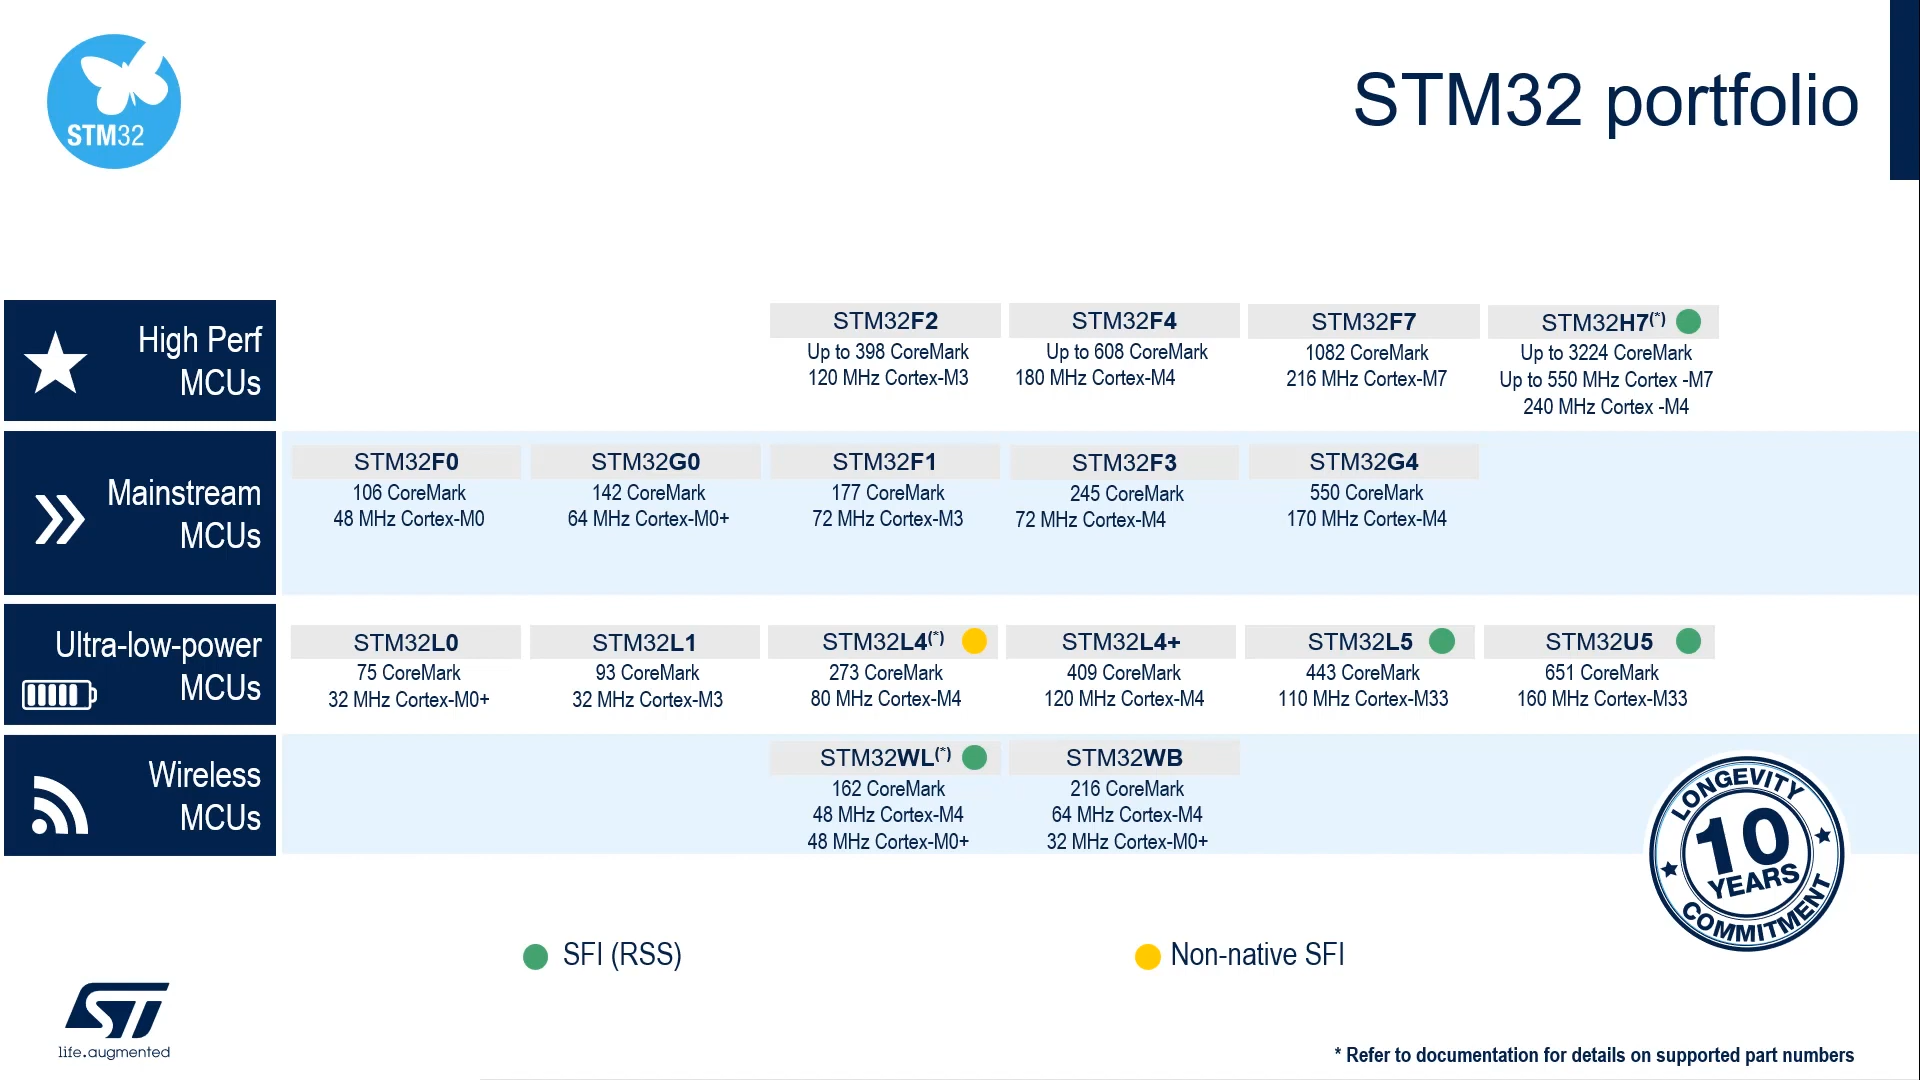 STM32
STM32 portfolio
High Perf
MCUs
STM32F2
Up to 398 CoreMark
120 MHz Cortex-M3
STM32F4
Up to 608 CoreMark
180 MHz Cortex-M4
STM32F7
1082 CoreMark
216 MHz Cortex-M7
STM32H7(*)
Up to 3224 CoreMark
Up to 550 MHz Cortex -M7
240 MHz Cortex -M4
Mainstream
MCUs
STM32F0
106 CoreMark
48 MHz Cortex-M0
STM32G0
142 CoreMark
64 MHz Cortex-M0+
STM32F1
177 CoreMark
72 MHz Cortex-M3
STM32F3
245 CoreMark
72 MHz Cortex-M4
STM32G4
550 CoreMark
170 MHz Cortex-M4
Ultra-low-power
MCUs
STM32L0
75 CoreMark
32 MHz Cortex-M0+
STM32L1
93 CoreMark
32 MHz Cortex-M3
STM32L4(*)
273 CoreMark
80 MHz Cortex-M4
STM32L4+
409 CoreMark
120 MHz Cortex-M4
STM32L5
443 CoreMark
110 MHz Cortex-M33
STM32U5
651 CoreMark
160 MHz Cortex-M33
Wireless
MCUs
STM32WL(*)
162 CoreMark
48 MHz Cortex-M4
48 MHz Cortex-M0+
STM32WB
216 CoreMark
64 MHz Cortex-M4
32 MHz Cortex-M0+
LONGEVITY
10
YEARS
COMMITMENT
SFI (RSS)
Non-native SFI
ST
life.augmented
* Refer to documentation for details on supported part numbers